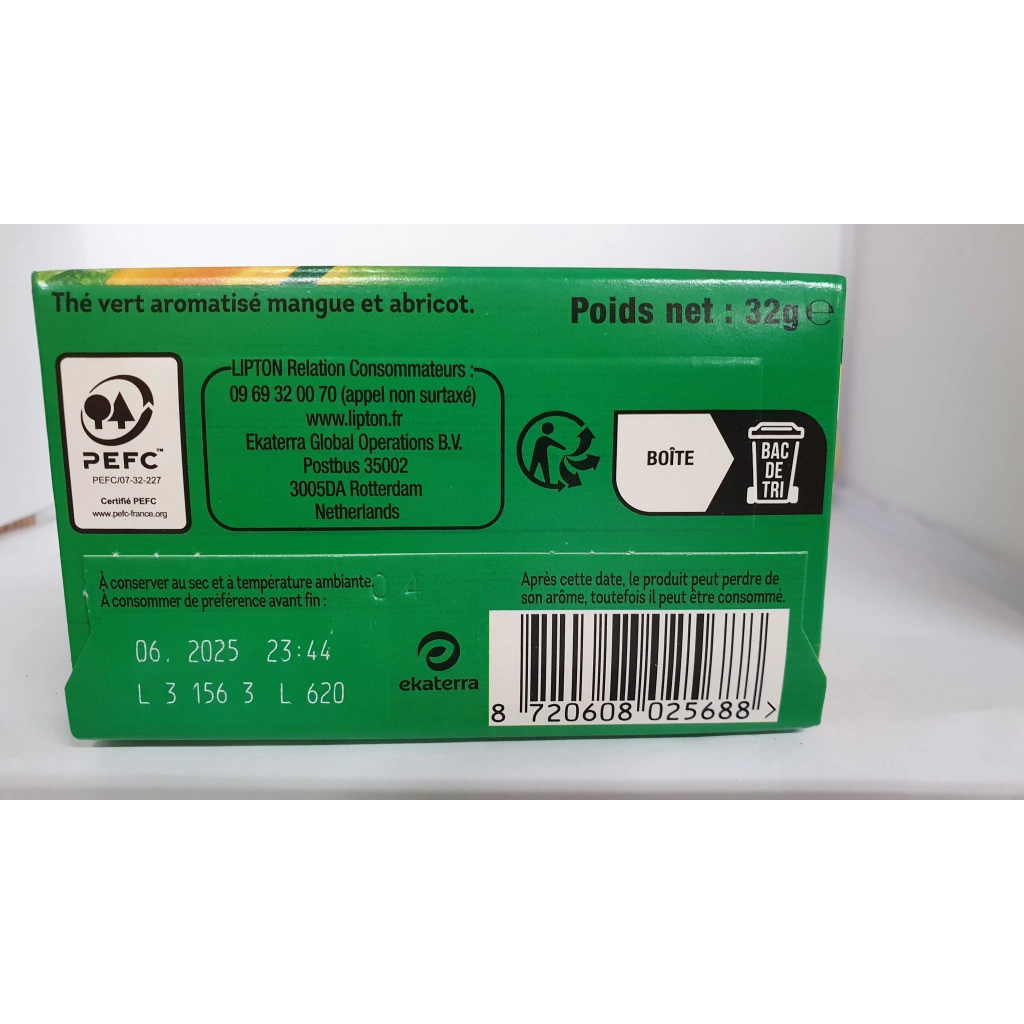 Thé vert aromatisé mangue et abricot.
Poids net : 32g ℮
PEFC™
PEFC/07-32-227
Certifié PEFC
www.pefc-france.org
LIPTON Relation Consommateurs :
09 69 32 00 70 (appel non surtaxé)
www.lipton.fr
Ekaterra Global Operations B.V.
Postbus 35002
3005DA Rotterdam
Netherlands
BOÎTE
BAC
DE
TRI
À conserver au sec et à température ambiante.
À consommer de préférence avant fin :
04
06. 2025 23:44
L 3 156 3 L 620
ekaterra
Après cette date, le produit peut perdre de
son arôme, toutefois il peut être consommé.
8 720608 025688 >